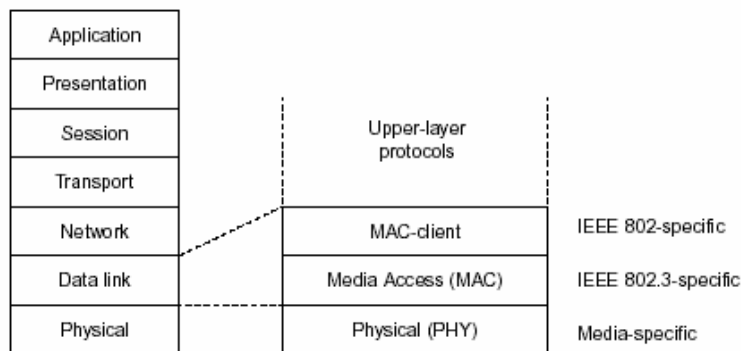 Application
Presentation
Session
Transport
Network
Data link
Physical
Upper-layer
protocols
MAC-client
Media Access (MAC)
Physical (PHY)
IEEE 802-specific
IEEE 802.3-specific
Media-specific